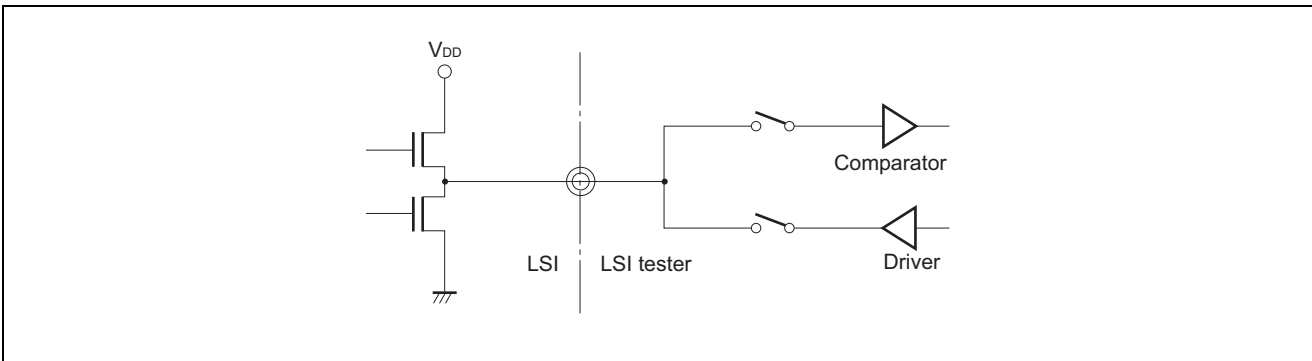 VDD
Comparator
LSI
LSI tester
Driver